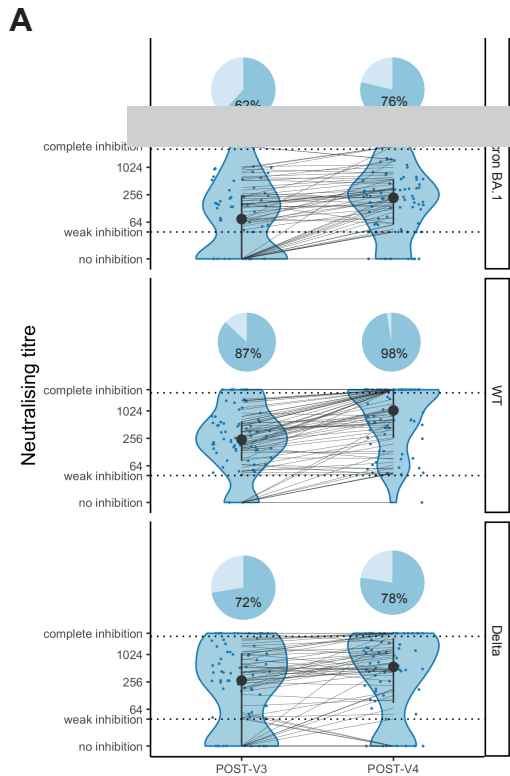 A
62%
76%
complete inhibition
1024
256
64
weak inhibition
no inhibition
BA.1
87%
98%
complete inhibition
1024
256
64
weak inhibition
no inhibition
WT
Neutralising titre
72%
78%
complete inhibition
1024
256
64
weak inhibition
no inhibition
Delta
POST-V3
POST-V4